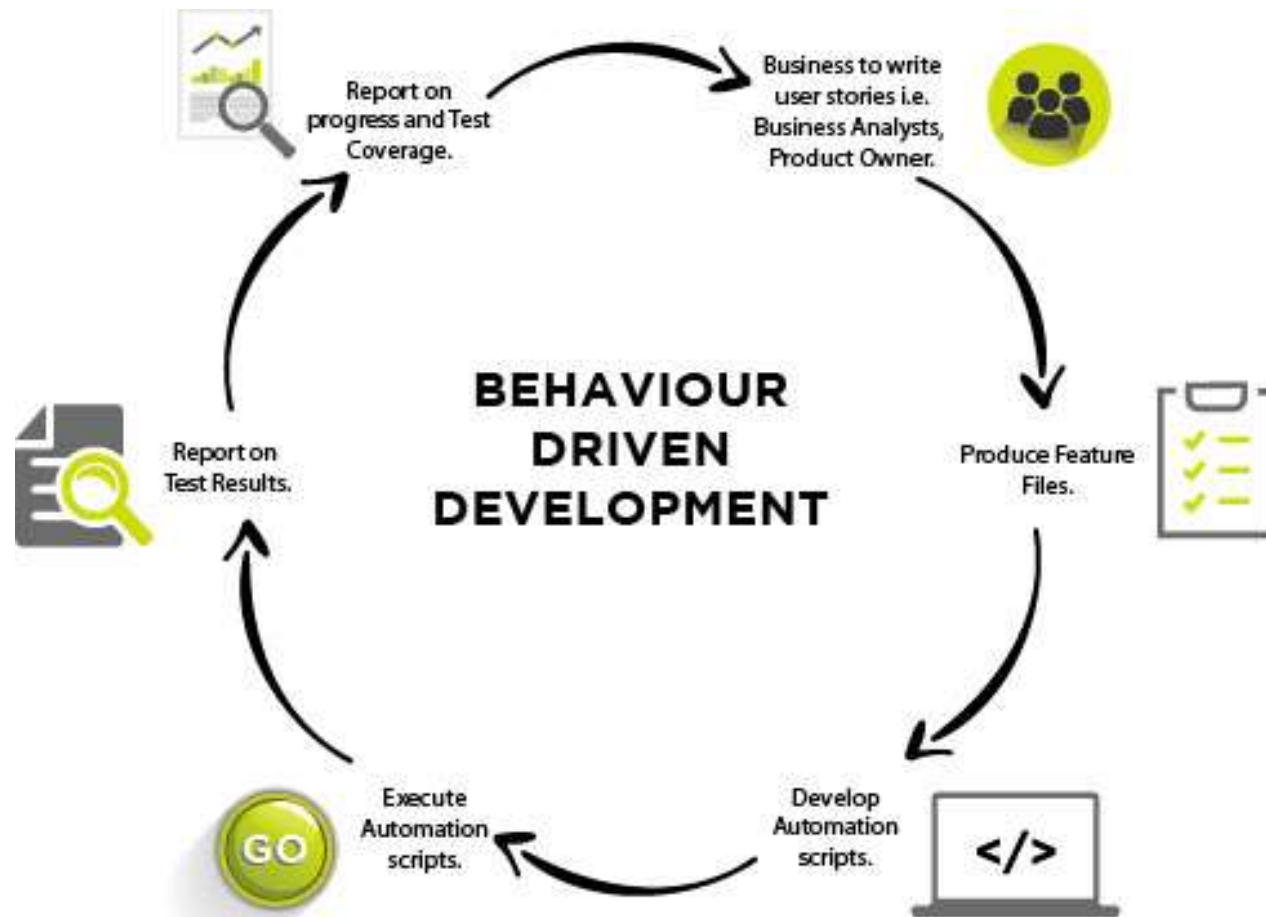 Report on
progress and Test
Coverage.
Business to write
user stories i.e.
Business Analysts,
Product Owner.
BEHAVIOUR
DRIVEN
DEVELOPMENT
Report on
Test Results.
Produce Feature
Files.
Execute
Automation
scripts.
GO
Develop
Automation
scripts.
</>